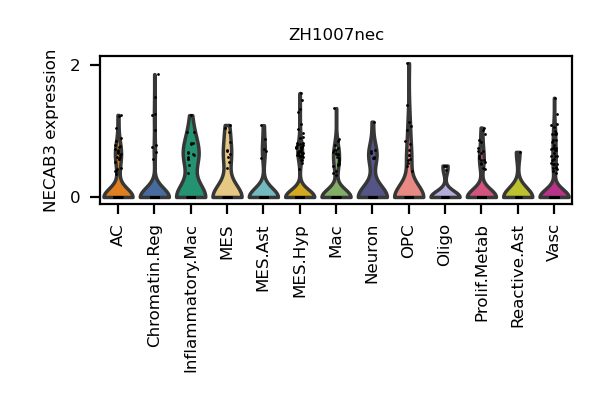 ZH1007nec
NECAB3 expression
2
0
AC
Chromatin.Reg
Inflammatory.Mac
MES
MES.Ast
MES.Hyp
Mac
Neuron
OPC
Oligo
Prolif.Metab
Reactive.Ast
Vasc